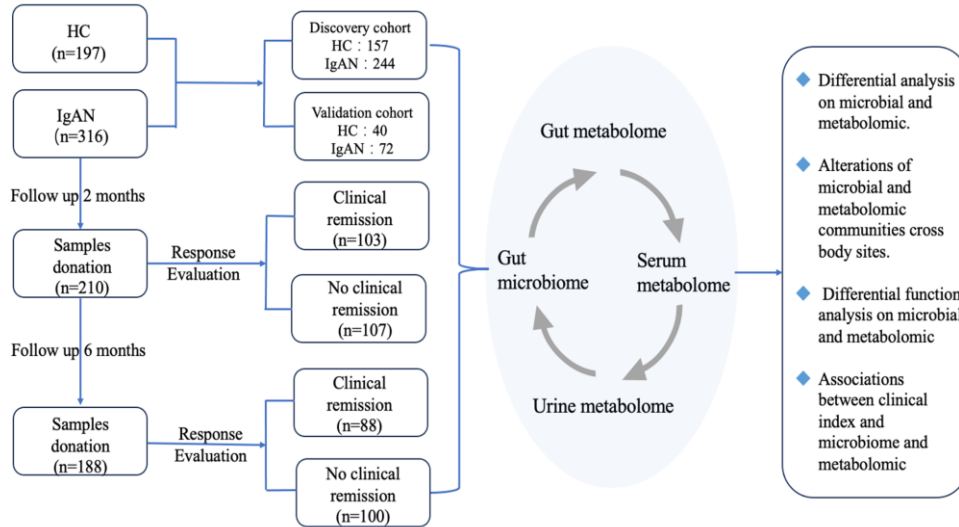 HC
(n=197)
IgAN
(n=316)
Discovery cohort
HC：157
IgAN：244
Validation cohort
HC：40
IgAN：72
Follow up 2 months
Samples
donation
(n=210)
Response
Evaluation
Clinical
remission
(n=103)
No clinical
remission
(n=107)
Follow up 6 months
Samples
donation
(n=188)
Response
Evaluation
Clinical
remission
(n=88)
No clinical
remission
(n=100)
Gut metabolome
Gut
microbiome
Serum
metabolome
Urine metabolome
Differential analysis
on microbial and
metabolomic.
Alterations of
microbial and
metabolomic
communities cross
body sites.
Differential function
analysis on microbial
and metabolomic
Associations
between clinical
index and
microbiome and
metabolomic